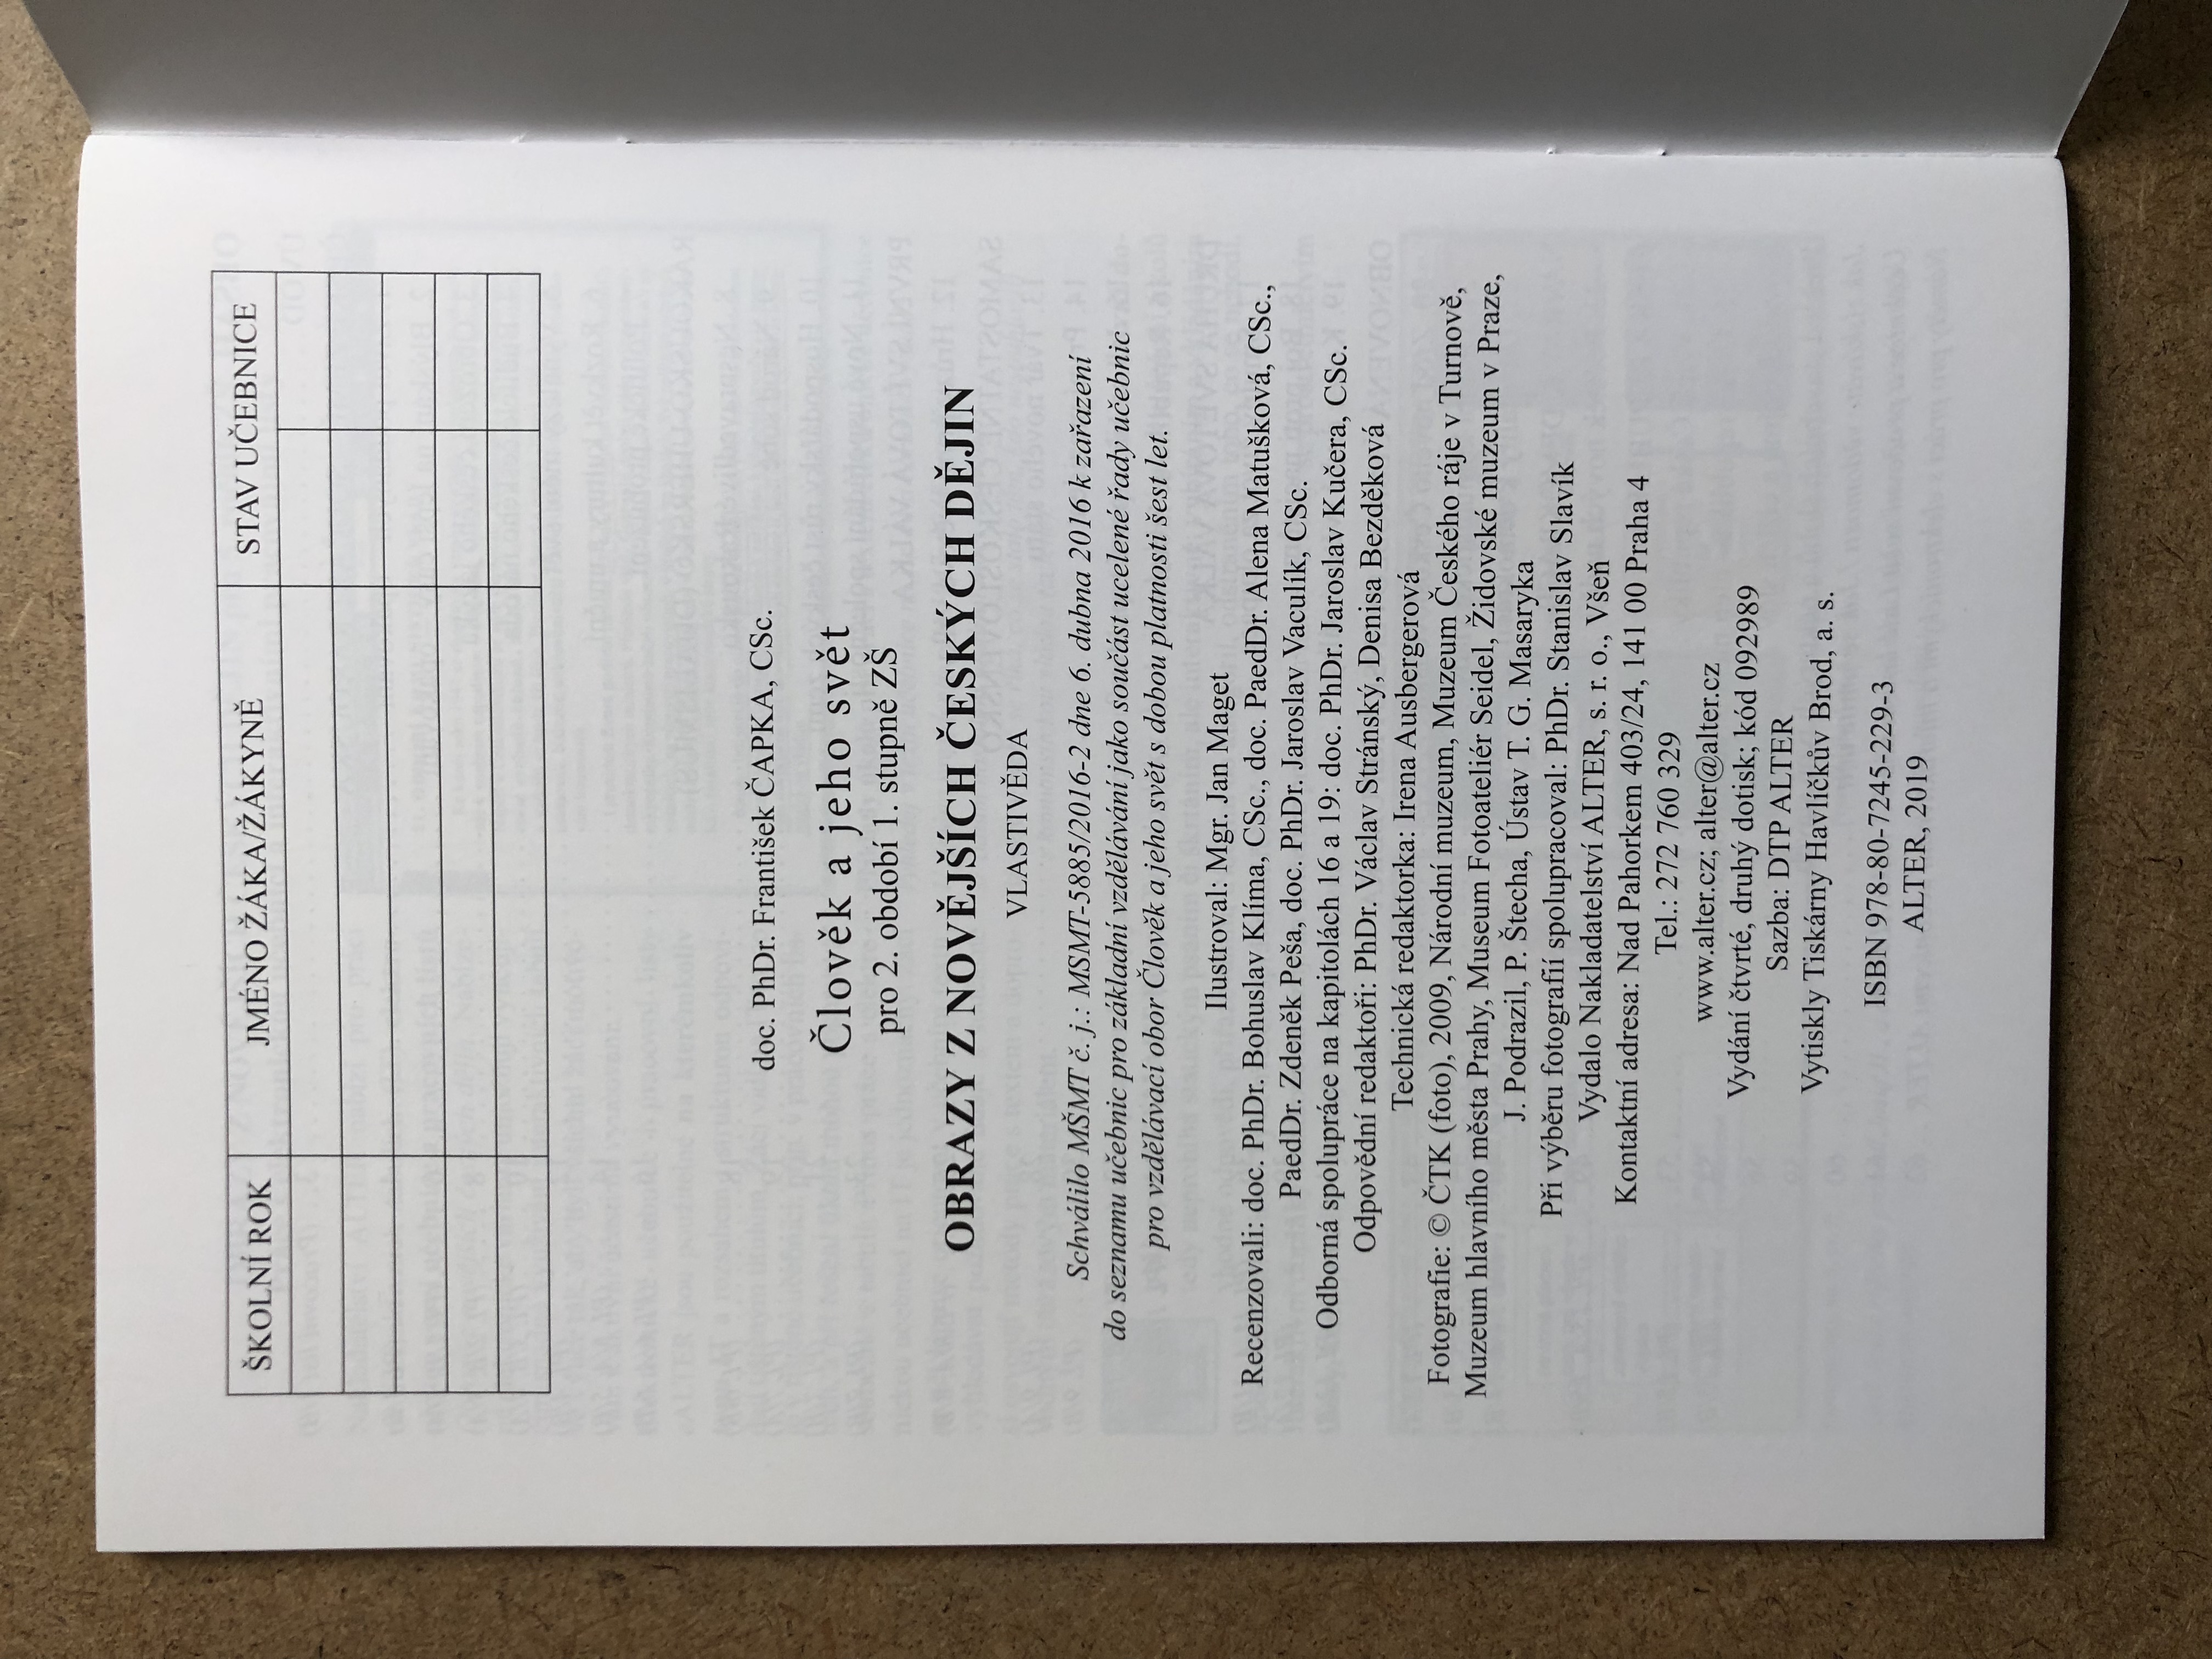 ŠKOLNÍ ROK JMÉNO ŽÁKA/ŽÁKYNĚ STAV UČEBNICE
doc. PhDr. František ČAPKA, CSc.
Člověk a jeho svět
pro 2. období 1. stupně ZŠ
OBRAZY Z NOVĚJŠÍCH ČESKÝCH DĚJIN
VLASTIVĚDA
Schválilo MŠMT č. j.: MSMT-5885/2016-2 dne 6. dubna 2016 k zařazení
do seznamu učebnic pro základní vzdělávání jako součást ucelené řady učebnic
pro vzdělávací obor Člověk a jeho svět s dobou platnosti šest let.
Ilustroval: Mgr. Jan Maget
Recenzovali: doc. PhDr. Bohuslav Klíma, CSc., doc. PaedDr. Alena Matušková, CSc.,
PaedDr. Zdeněk Peša, doc. PhDr. Jaroslav Vaculík, CSc.
Odborná spolupráce na kapitolách 16 a 19: doc. PhDr. Jaroslav Kučera, CSc.
Odpovědní redaktoři: PhDr. Václav Stránský, Denisa Bezděková
Technická redaktorka: Irena Ausbergerová
Fotografie: © ČTK (foto), 2009, Národní muzeum, Muzeum Českého ráje v Turnově,
Muzeum hlavního města Prahy, Museum Fotoateliér Seidel, Židovské muzeum v Praze,
J. Podrazil, P. Štecha, Ústav T. G. Masaryka
Při výběru fotografií spolupracoval: PhDr. Stanislav Slavík
Vydalo Nakladatelství ALTER, s. r. o., Všeň
Kontaktní adresa: Nad Pahorkem 403/24, 141 00 Praha 4
Tel.: 272 760 329
www.alter.cz; alter@alter.cz
Vydání čtvrté, druhý dotisk; kód 092989
Sazba: DTP ALTER
Vytiskly Tiskárny Havlíčkův Brod, a. s.
ISBN 978-80-7245-229-3
ALTER, 2019